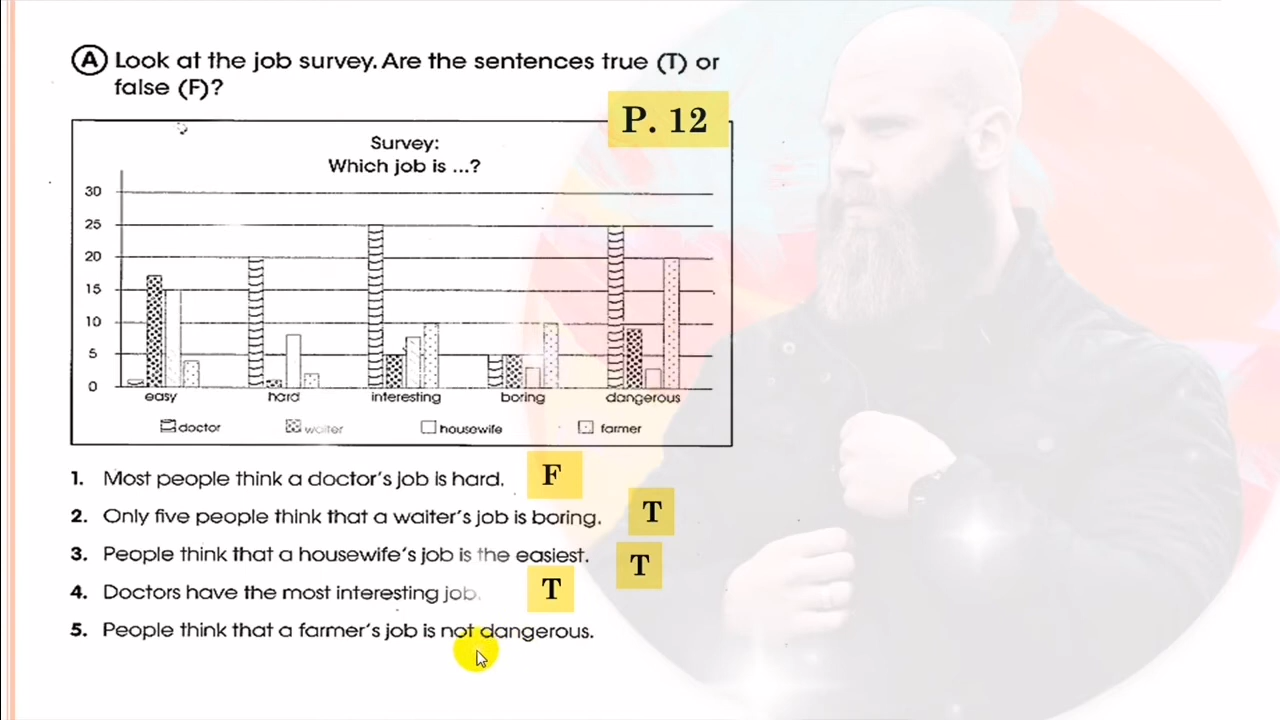 A Look at the job survey. Are the sentences true (T) or
false (F)?
P. 12
Survey:
Which job is ...?
30
25
20
15
10
5
0
easy hard interesting boring dangerous
doctor waiter housewife farmer
1. Most people think a doctor's job is hard. F
2. Only five people think that a waiter's job is boring. T
3. People think that a housewife's job is the easiest. T
4. Doctors have the most interesting job. T
5. People think that a farmer's job is not dangerous.